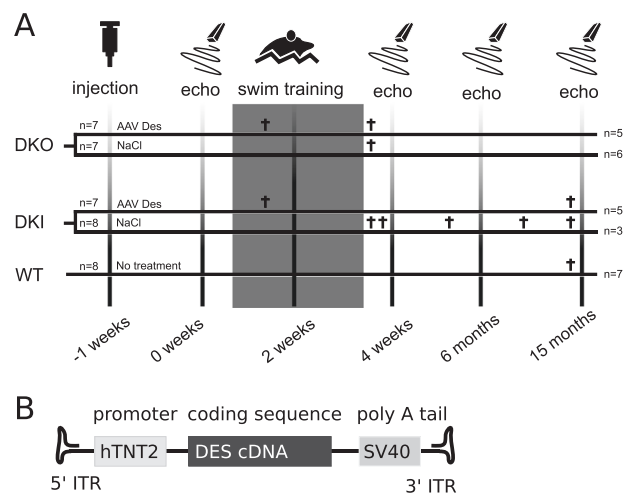 A
injection echo swim training echo echo echo
DKO
n=7 AAV Des † † n=5
n=7 NaCl † n=6
DKI
n=7 AAV Des † † n=5
n=8 NaCl †† † † † n=3
WT n=8 No treatment † n=7
-1 weeks 0 weeks 2 weeks 4 weeks 6 months 15 months
B
promoter coding sequence poly A tail
hTNT2 DES cDNA SV40
5' ITR 3' ITR